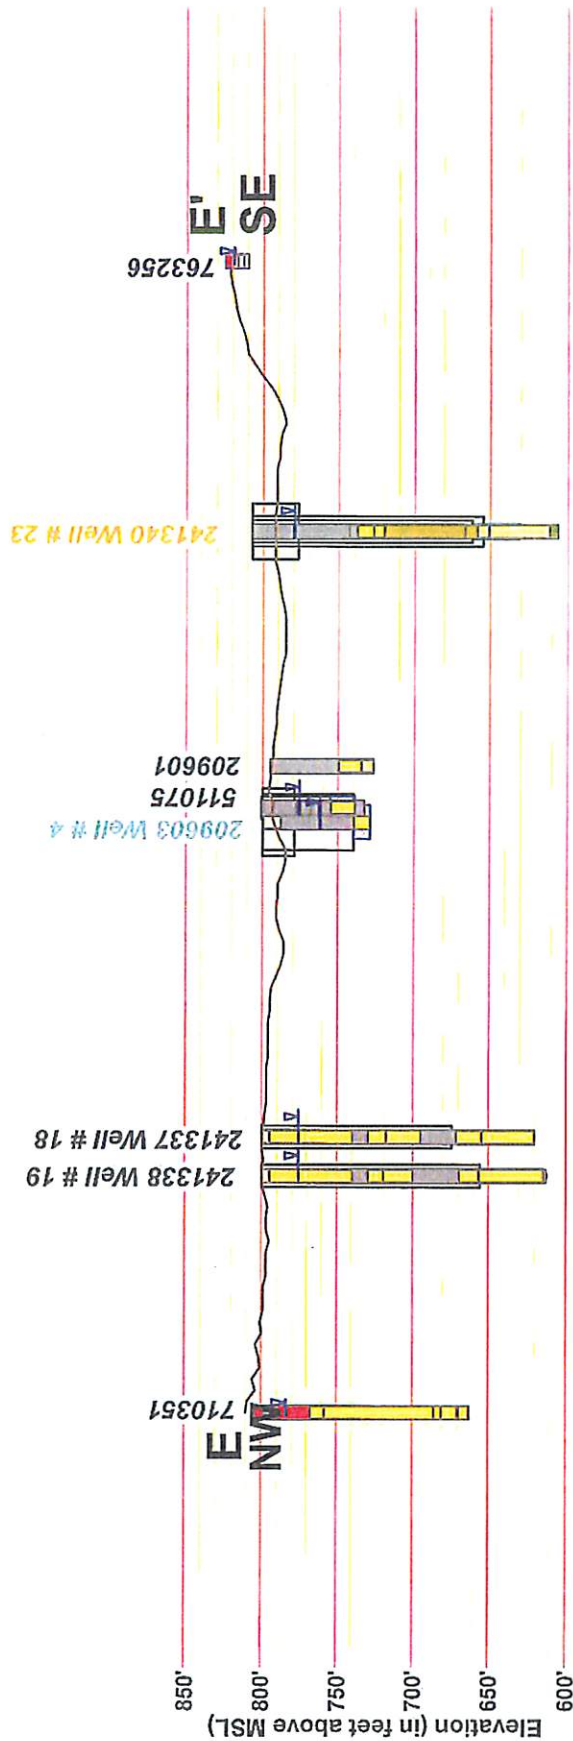 E
NW
E'
SE
710351
241338 Well # 19
241337 Well # 18
209603 Well # 4
511075
209601
241340 Well # 23
763256
850'
800'
750'
700'
650'
600'
Elevation (in feet above MSL)